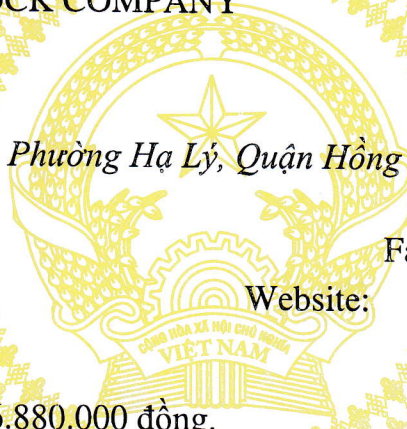 OCK COMPANY
Phường Hạ Lý, Quận Hồng
Fa
Website:
CỘNG HÒA XÃ HỘI CHỦ NGHĨA
VIỆT NAM
.880.000 đồng.